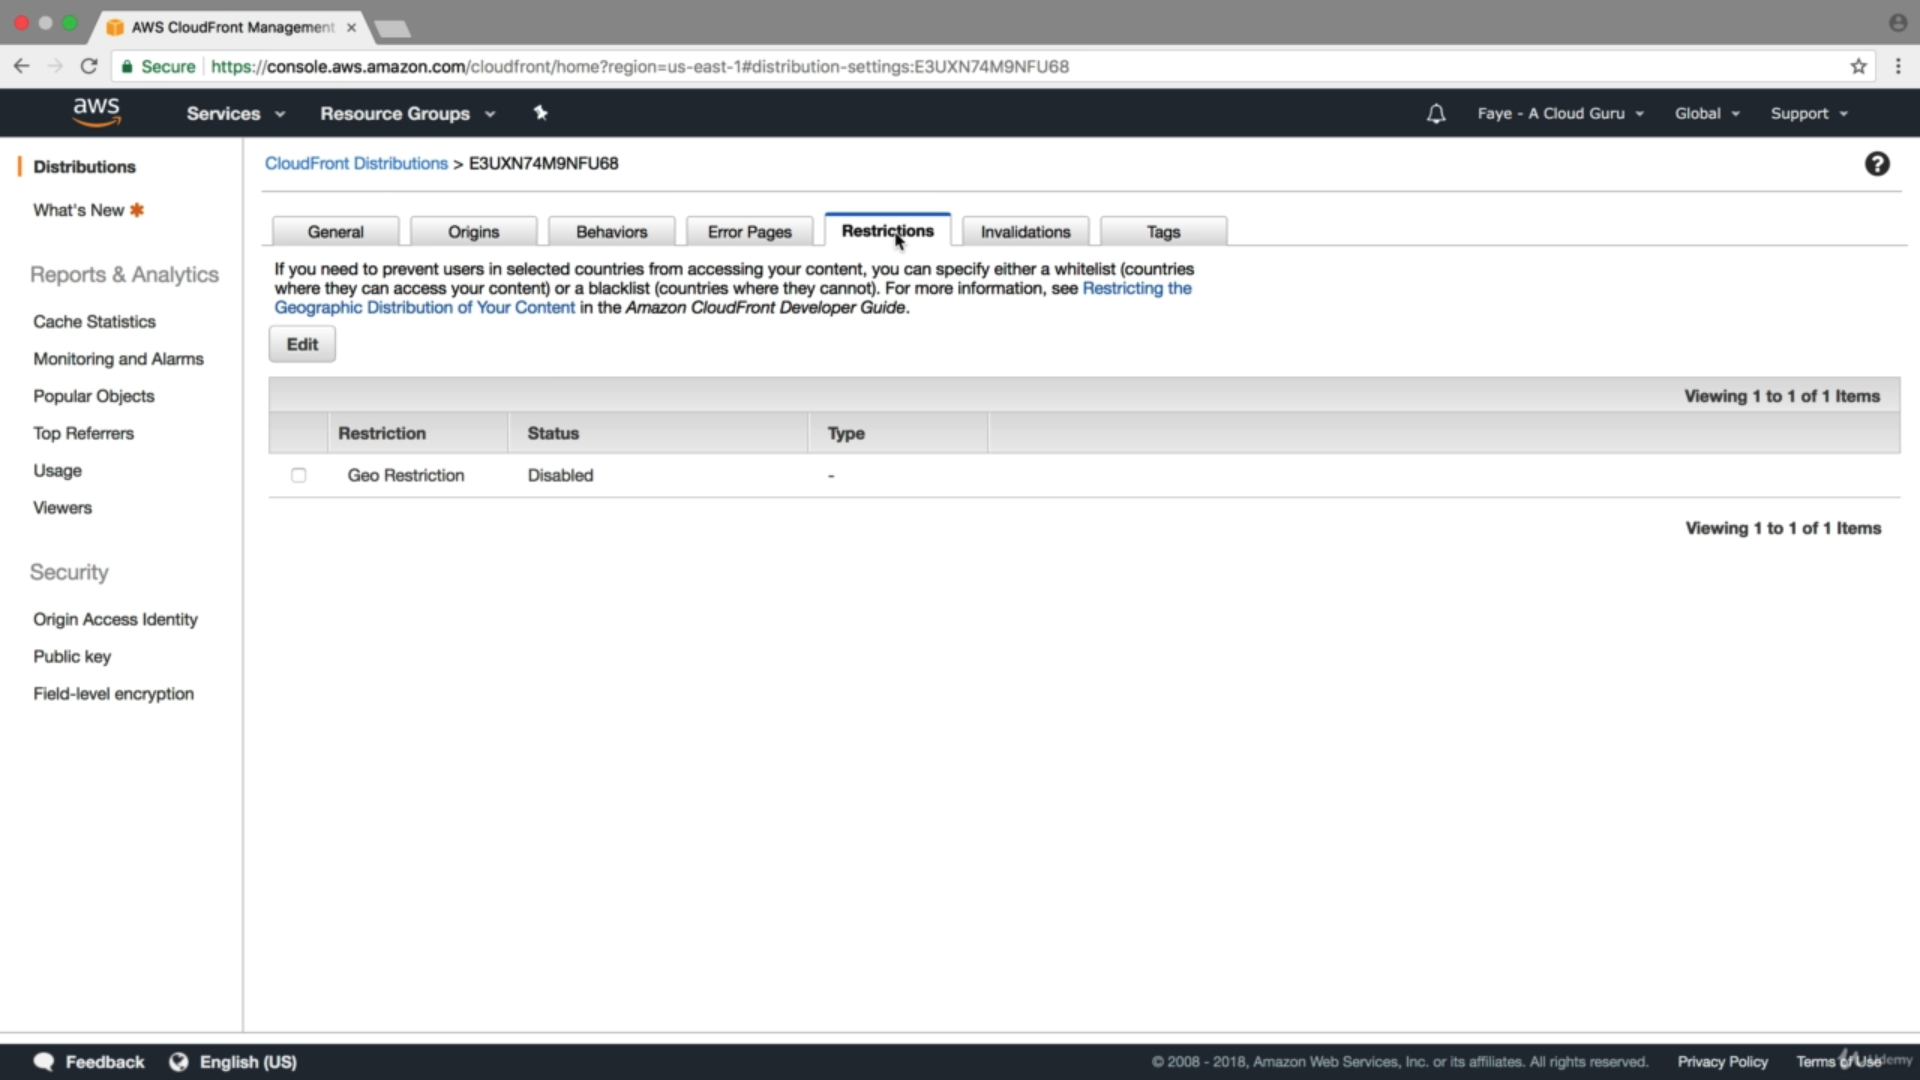 AWS CloudFront Management
Secure https://console.aws.amazon.com/cloudfront/home?region=us-east-1#distribution-settings:E3UXN74M9NFU68
aws Services Resource Groups Faye - A Cloud Guru Global Support
Distributions
What's New
Reports & Analytics
Cache Statistics
Monitoring and Alarms
Popular Objects
Top Referrers
Usage
Viewers
Security
Origin Access Identity
Public key
Field-level encryption
CloudFront Distributions > E3UXN74M9NFU68
?
General Origins Behaviors Error Pages Restrictions Invalidations Tags
If you need to prevent users in selected countries from accessing your content, you can specify either a whitelist (countries
where they can access your content) or a blacklist (countries where they cannot). For more information, see Restricting the
Geographic Distribution of Your Content in the Amazon CloudFront Developer Guide.
Edit
Viewing 1 to 1 of 1 Items
Restriction Status Type
Geo Restriction Disabled -
Viewing 1 to 1 of 1 Items
Feedback English (US) © 2008 - 2018, Amazon Web Services, Inc. or its affiliates. All rights reserved. Privacy Policy Terms of Use